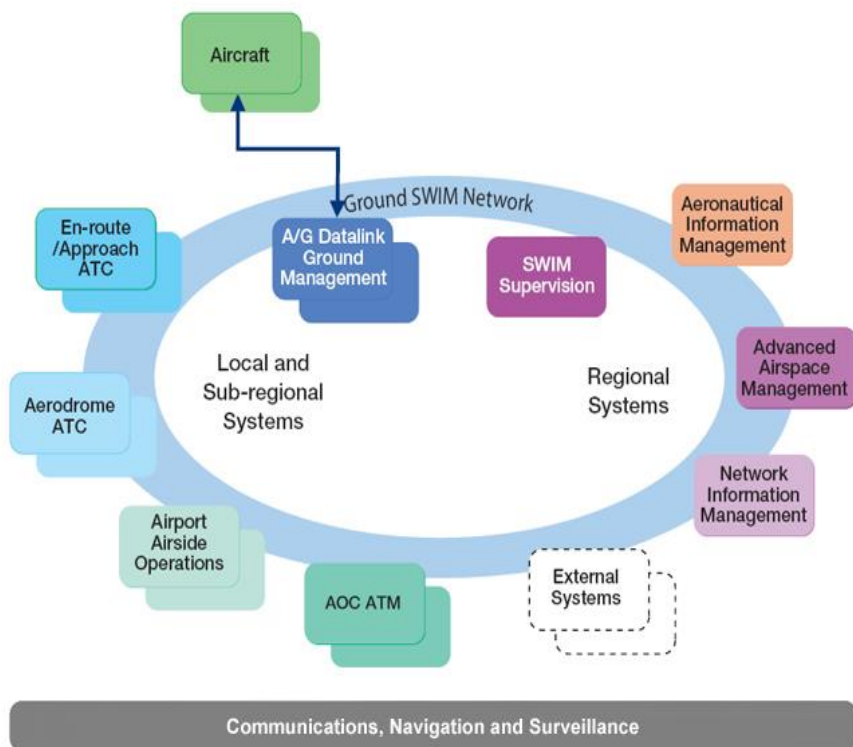 Aircraft
Ground SWIM Network
En-route
/Approach
ATC
A/G Datalink
Ground
Management
SWIM
Supervision
Aeronautical
Information
Management
Local and
Sub-regional
Systems
Regional
Systems
Advanced
Airspace
Management
Aerodrome
ATC
Network
Information
Management
Airport
Airside
Operations
AOC ATM
External
Systems
Communications, Navigation and Surveillance